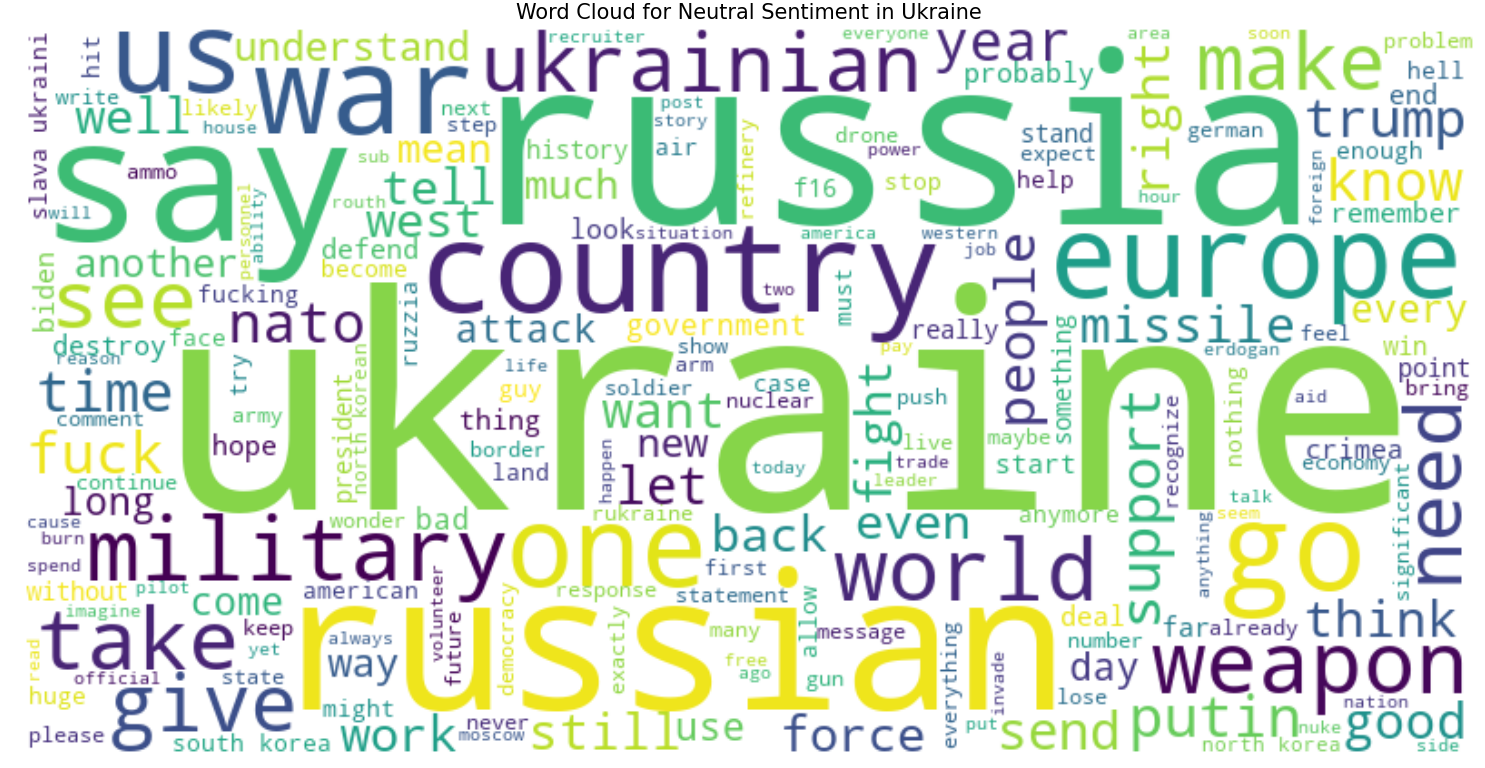 Word Cloud for Neutral Sentiment in Ukraine
slava ukraini
hit
us
understand
recruiter
everyone
year
area
soon
problem
write
likely
well
house
war
next
step
ukrainian
probably
right
make
hell
end
say
sub
mean
russia
post
story
drone
power
stand
expect
german
trump
enough
ammo
will
personnel
ability
routh
tell
west
history
much
air
refinery
f16
stop
help
hour
foreign
know
remember
biden
another
defend
become
look
situation
america
western
job
europe
see
fucking
nato
ruzzia
country
two
must
people
every
destroy
face
reason
attack
government
really
something
missile
feel
erdogan
win
time
try
president
north korean
ukraine
life
show
arm
pay
point
bring
comment
army
guy
soldier
case
nuclear
push
aid
fuck
hope
thing
want
fight
live
maybe
support
recognize
nothing
crimea
economy
need
continue
border
land
new
today
trade
leader
start
long
happen
let
talk
seem
cause
burn
wonder
bad
rukraine
back
even
anymore
anything
go
significant
spend
military
one
first
world
without
pilot
american
volunteer
democracy
response
statement
allow
deal
imagine
come
number
far
already
think
take
keep
yet
always
way
future
russian
exactly
many
message
everything
invade
day
weapon
read
official
state
free
ago
gun
lose
nation
huge
give
might
never
put
putin
nuke
good
please
south korea
work
moscow
still
use
force
send
north korea
side